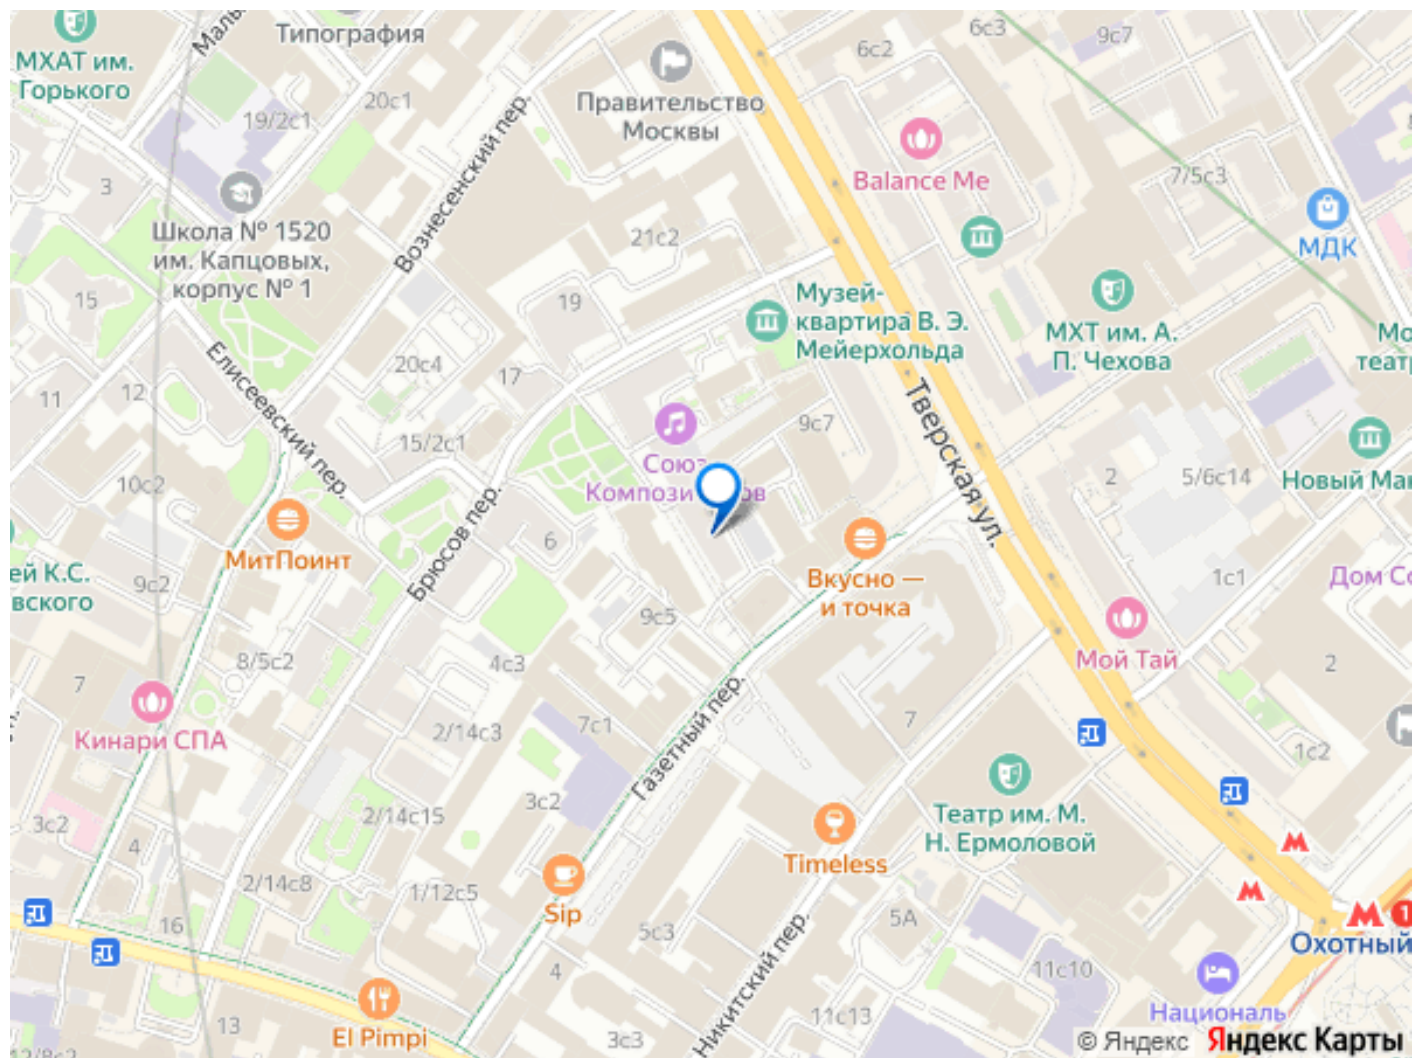 МХАТ им.
Горького
Типография
6с2
6с3
9с7
20с1
19/2с1
Правительство
Москвы
Вознесенский пер.
3
Школа № 1520
им. Капцовых,
корпус № 1
Balance Me
7/5с3
МДК
21с2
15
19
Музей-
квартира В. Э.
Мейерхольда
МХТ им. А.
П. Чехова
20с4
17
11
12
Елисеевский пер.
15/2с1
9с7
Тверская ул.
2
5/6с14
10с2
МитПоинт
Брюсов пер.
6
Вкусно —
и точка
9с2
9с5
1с1
8/5с2
4с3
Мой Тай
2
7
Кинари СПА
2/14с3
7с1
Газетный пер.
7
1с2
3с2
2/14с15
3с2
Театр им. М.
Н. Ермоловой
4
Timeless
2/14с8
1/12с5
Sip
16
5с3
5А
Никитский пер.
4
11с10
Националь
13
El Pimpi
3с3
11с13
© Яндекс Яндекс Карты